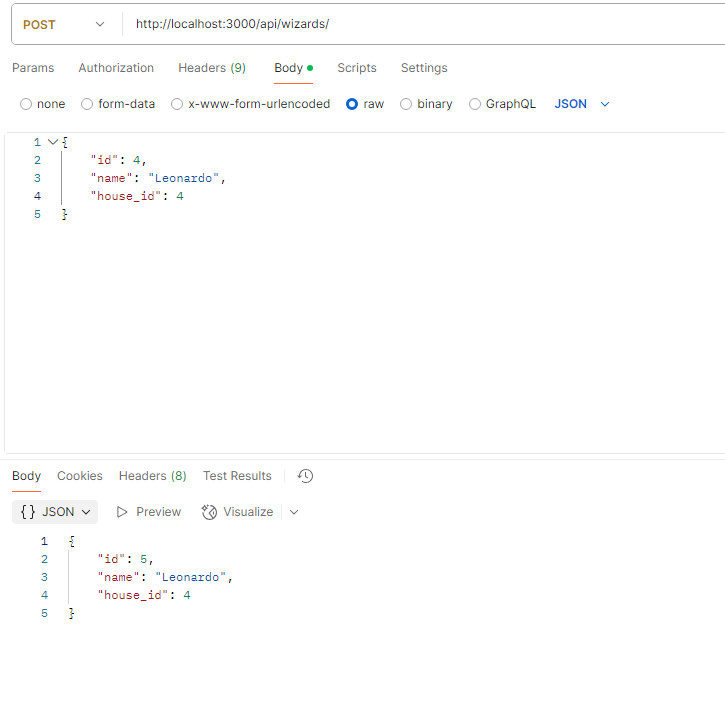 POST http://localhost:3000/api/wizards/
Params Authorization Headers (9) Body Scripts Settings
none form-data x-www-form-urlencoded raw binary GraphQL JSON
1 {
2 "id": 4,
3 "name": "Leonardo",
4 "house_id": 4
5 }
Body Cookies Headers (8) Test Results
{} JSON Preview Visualize
1 {
2 "id": 5,
3 "name": "Leonardo",
4 "house_id": 4
5 }